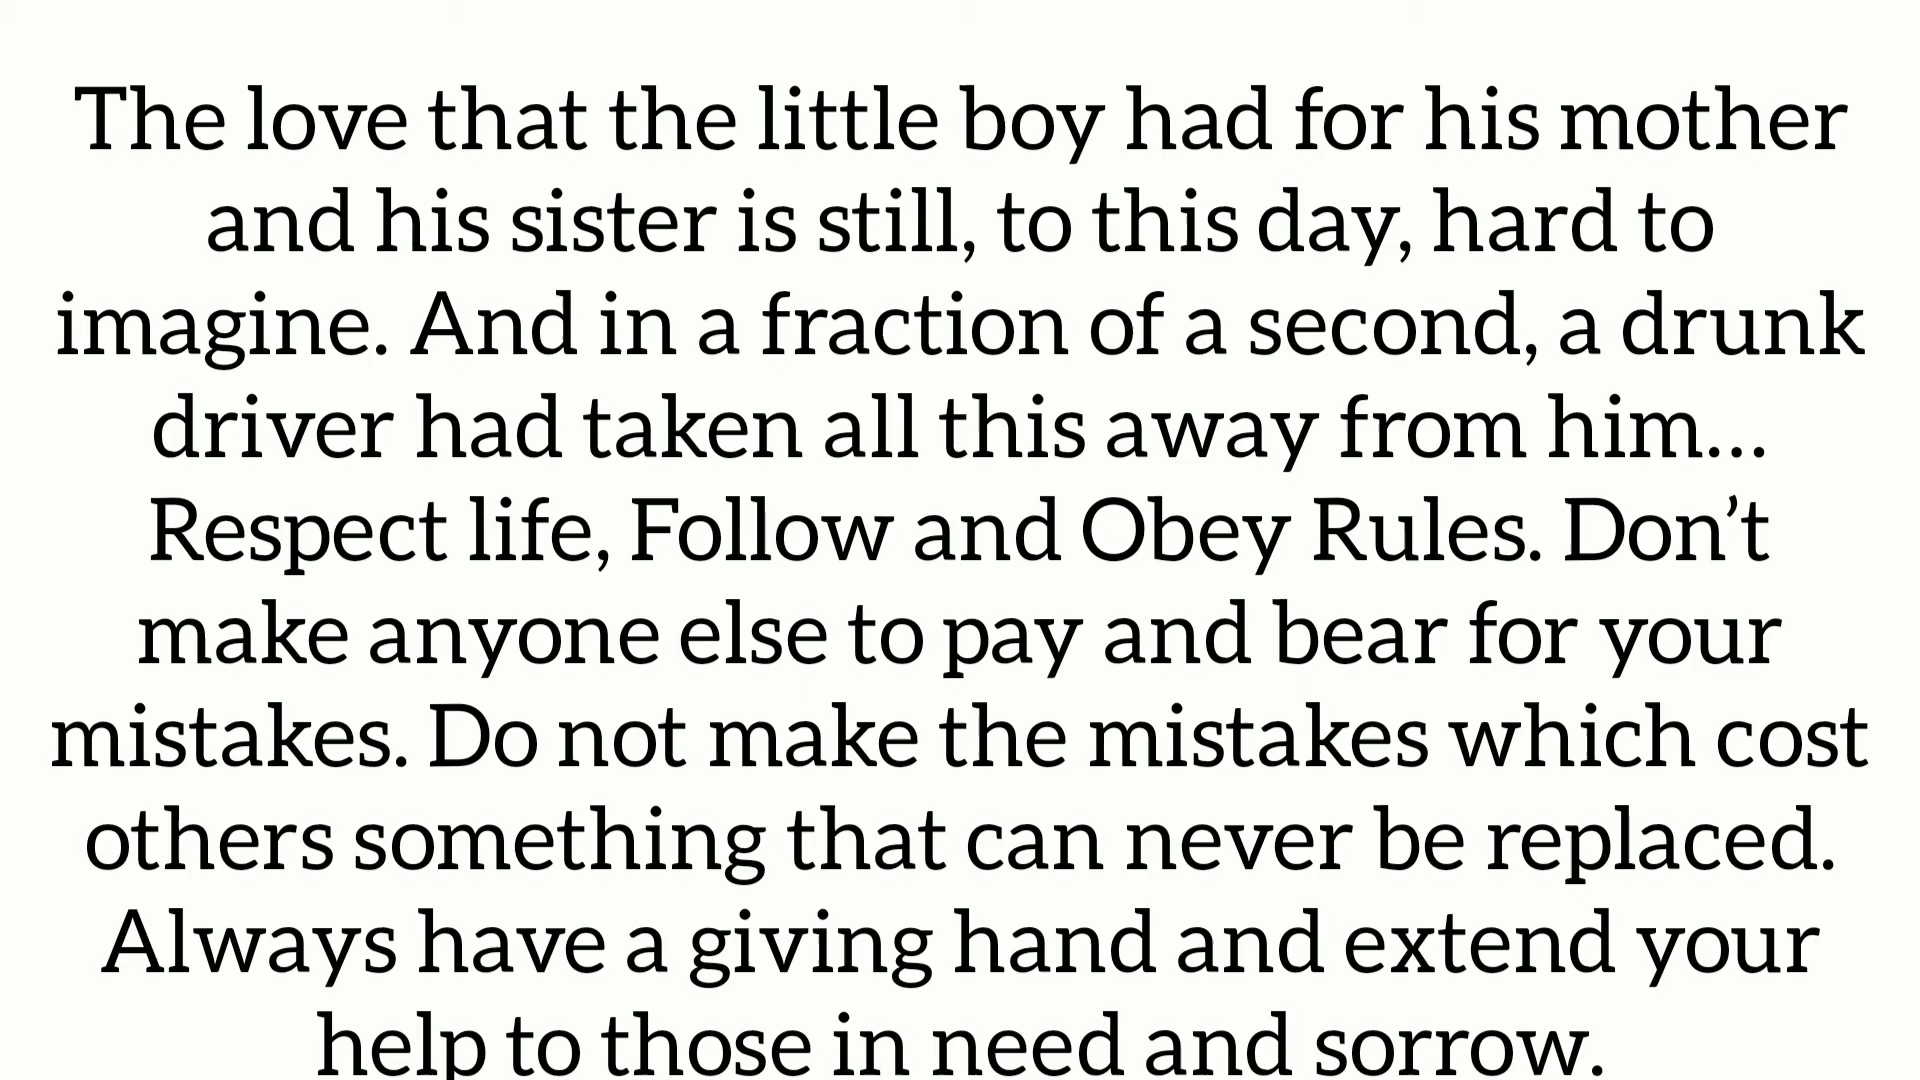 The love that the little boy had for his mother
and his sister is still, to this day, hard to
imagine. And in a fraction of a second, a drunk
driver had taken all this away from him...
Respect life, Follow and Obey Rules. Don’t
make anyone else to pay and bear for your
mistakes. Do not make the mistakes which cost
others something that can never be replaced.
Always have a giving hand and extend your
help to those in need and sorrow.